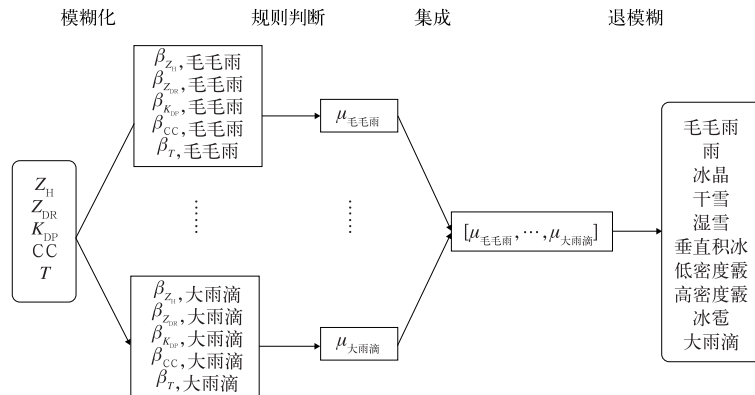 模糊化 规则判断 集成 退模糊
Z_H
Z_DR
K_DP
CC
T
β_{Z_H},毛毛雨
β_{Z_DR},毛毛雨
β_{K_DP},毛毛雨
β_CC,毛毛雨
β_T,毛毛雨
……
β_{Z_H},大雨滴
β_{Z_DR},大雨滴
β_{K_DP},大雨滴
β_CC,大雨滴
β_T,大雨滴
μ_毛毛雨
……
μ_大雨滴
[μ_毛毛雨,…,μ_大雨滴]
毛毛雨
雨
冰晶
干雪
湿雪
垂直积冰
低密度霰
高密度霰
冰雹
大雨滴